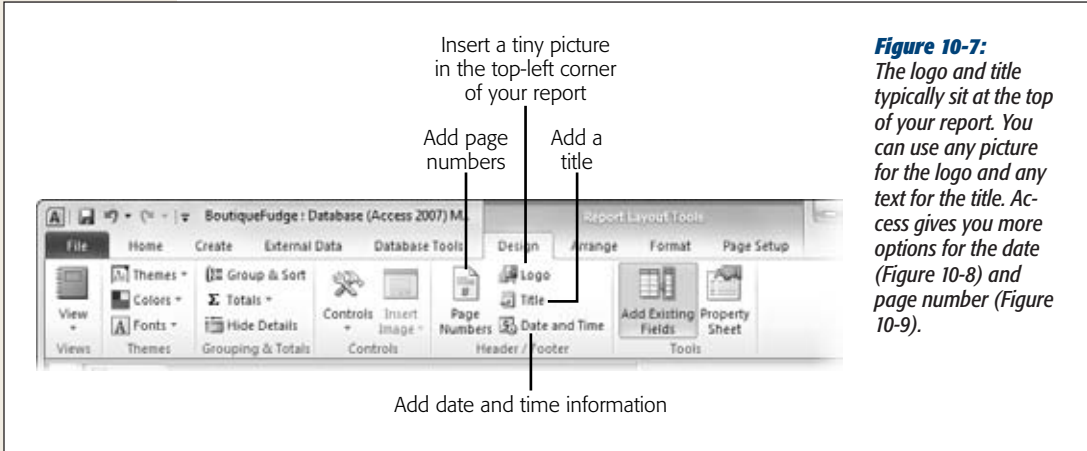 Insert a tiny picture
in the top-left corner
of your report
Add page
numbers
Add a
title
BoutiqueFudge : Database (Access 2007) M
Report Layout Tools
File Home Create External Data Database Tools Design Arrange Format Page Setup
View
Themes
Colors
Fonts
Themes
Views
Group & Sort
Σ Totals
Hide Details
Grouping & Totals
Controls
Insert
Image
Controls
Page
Numbers
Logo
Title
Date and Time
Header / Footer
Add Existing
Fields
Property
Sheet
Tools
Add date and time information
Figure 10-7:
The logo and title
typically sit at the top
of your report. You
can use any picture
for the logo and any
text for the title. Ac-
cess gives you more
options for the date
(Figure 10-8) and
page number (Figure
10-9).